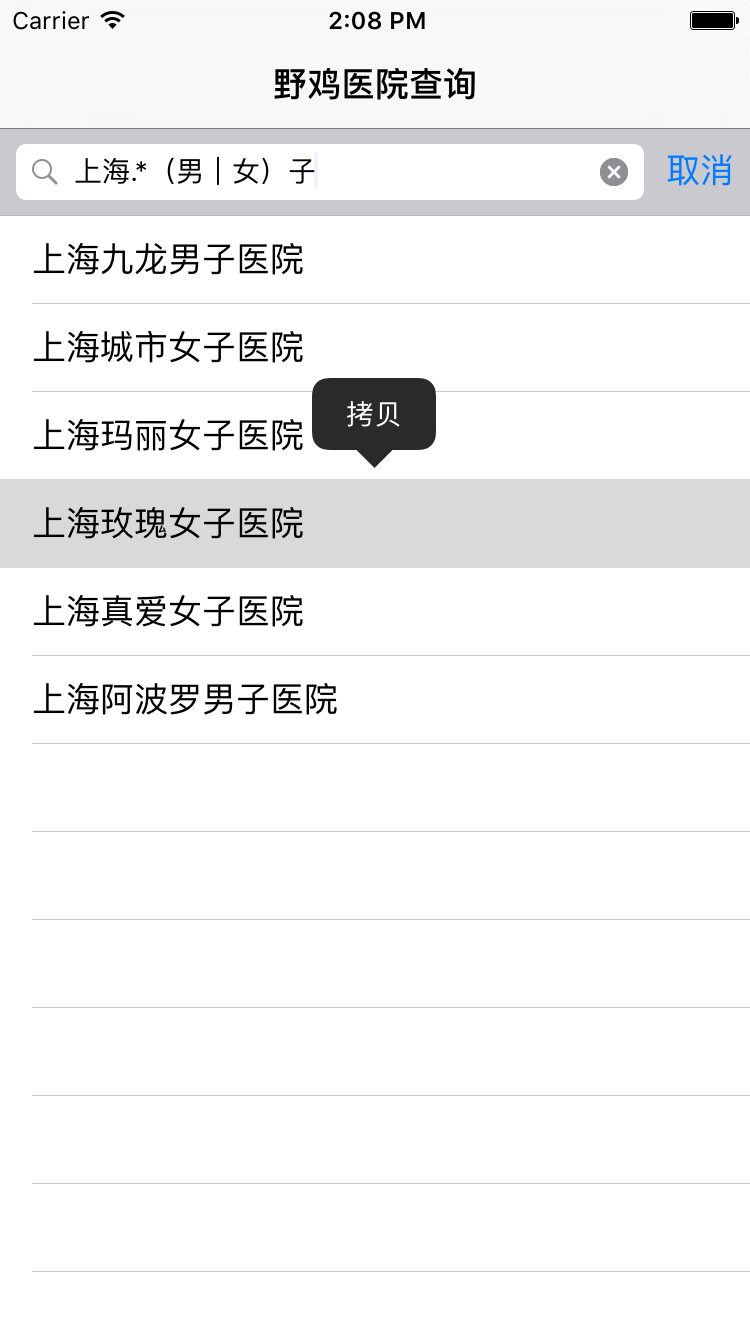 Carrier 2:08 PM
野鸡医院查询
上海.*（男｜女）子 取消
上海九龙男子医院
上海城市女子医院
拷贝
上海玛丽女子医院
上海玫瑰女子医院
上海真爱女子医院
上海阿波罗男子医院